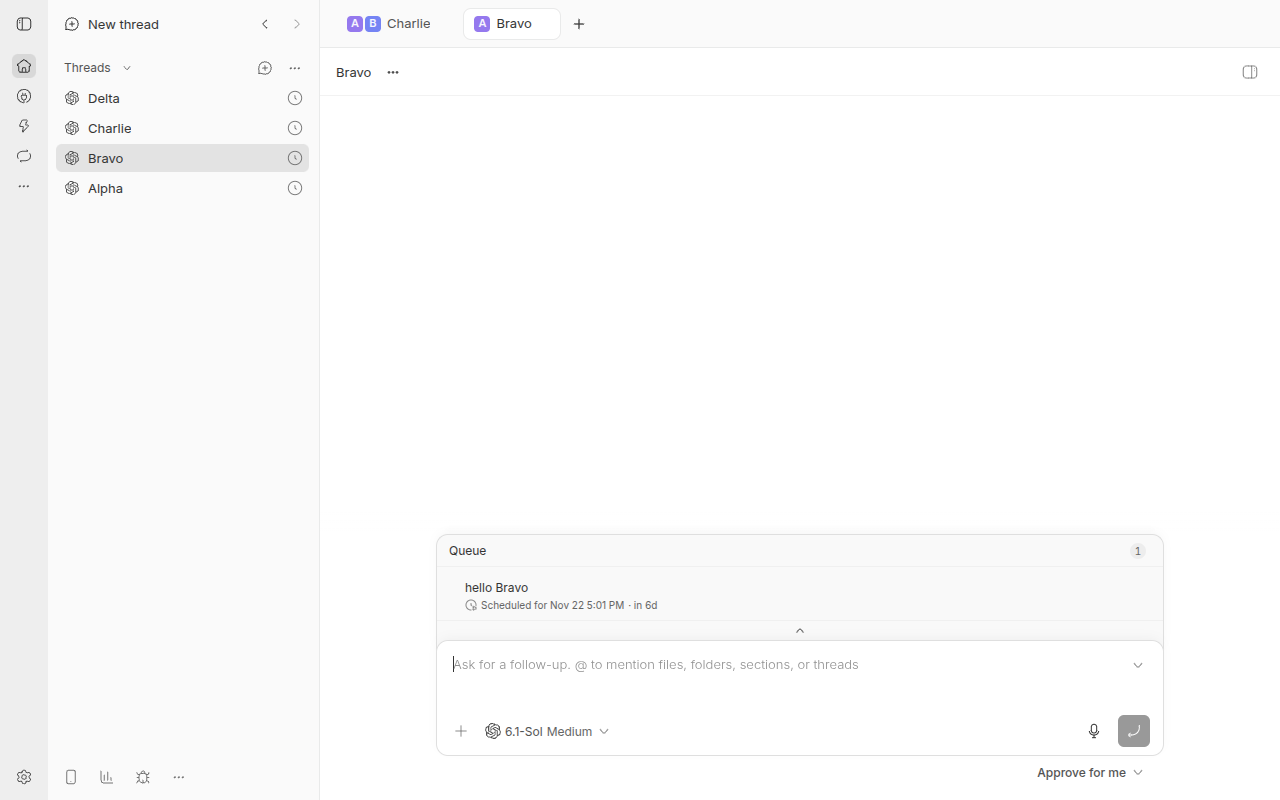 New thread
Threads
Delta
Charlie
Bravo
Alpha
A B Charlie
A Bravo
Bravo
Queue
1
hello Bravo
Scheduled for Nov 22 5:01 PM · in 6d
Ask for a follow-up. @ to mention files, folders, sections, or threads
6.1-Sol Medium
Approve for me